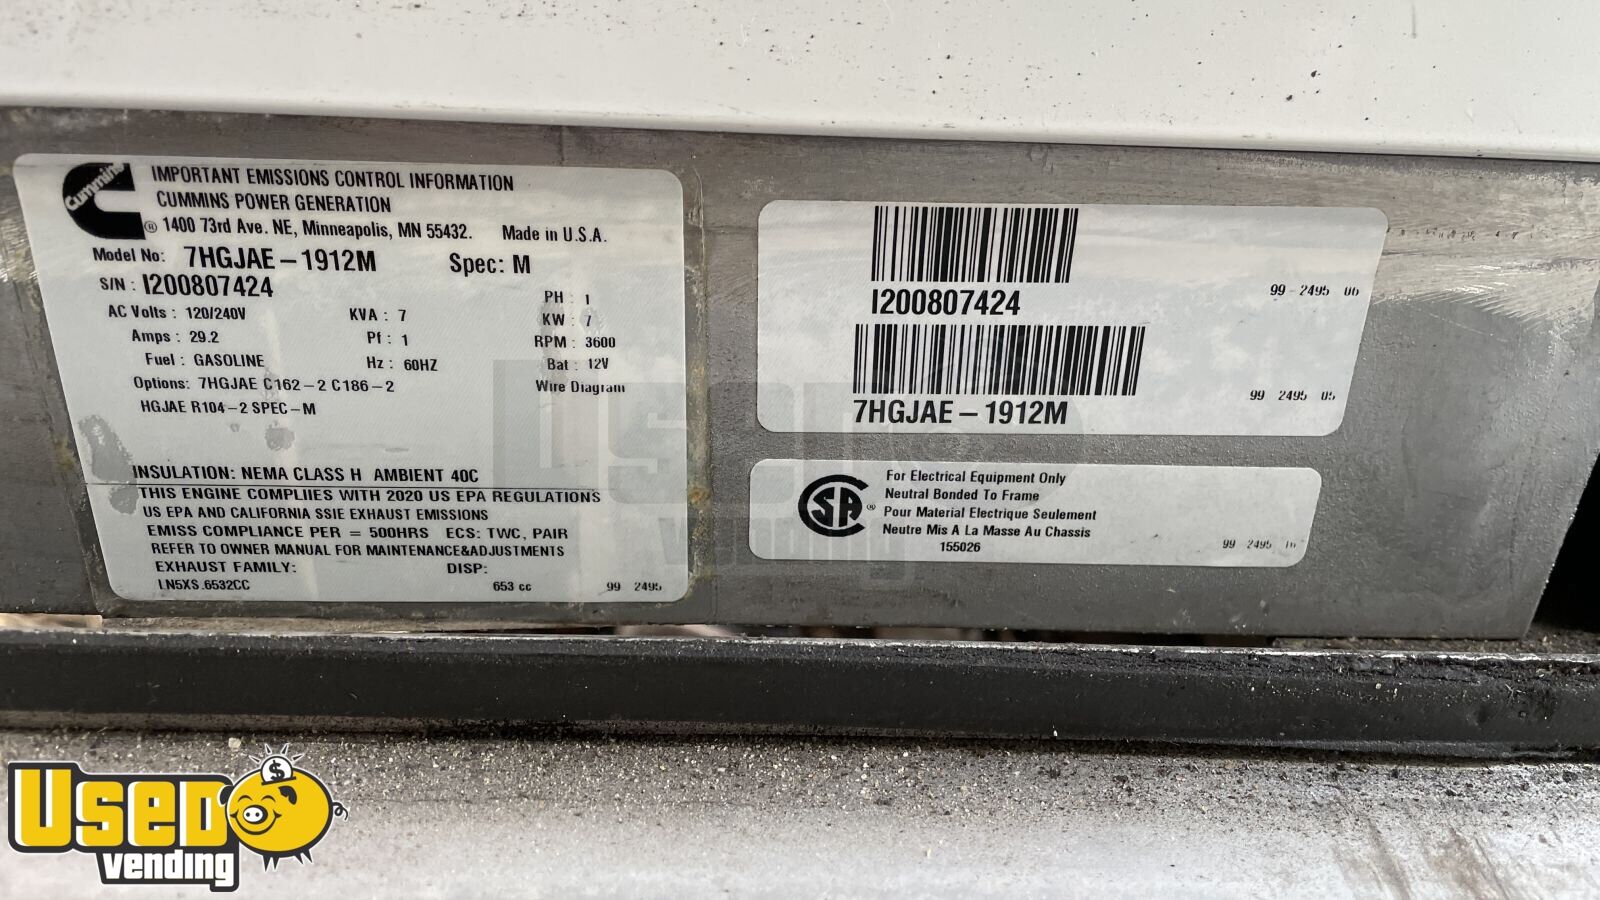 Cummins
IMPORTANT EMISSIONS CONTROL INFORMATION
CUMMINS POWER GENERATION
® 1400 73rd Ave. NE, Minneapolis, MN 55432. Made in U.S.A.
Model No: 7HGJAE-1912M Spec: M
S/N : I200807424
PH : 1
AC Volts : 120/240V KVA : 7 KW : 7
Amps : 29.2 Pf : 1 RPM : 3600
Fuel : GASOLINE Hz : 60HZ Bat : 12V
Options: 7HGJAE C162-2 C186-2 Wire Diagram
HGJAE R104-2 SPEC-M
INSULATION: NEMA CLASS H AMBIENT 40C
THIS ENGINE COMPLIES WITH 2020 US EPA REGULATIONS
US EPA AND CALIFORNIA SSIE EXHAUST EMISSIONS
EMISS COMPLIANCE PER = 500HRS ECS: TWC, PAIR
REFER TO OWNER MANUAL FOR MAINTENANCE&ADJUSTMENTS
EXHAUST FAMILY: DISP:
LN5XS.6532CC 653 cc 99 2495
I200807424
99-2495 06
7HGJAE-1912M
99 2495 05
SA ®
For Electrical Equipment Only
Neutral Bonded To Frame
Pour Material Electrique Seulement
Neutre Mis A La Masse Au Chassis
155026
99 2495 16
Used
vending
USED
vending